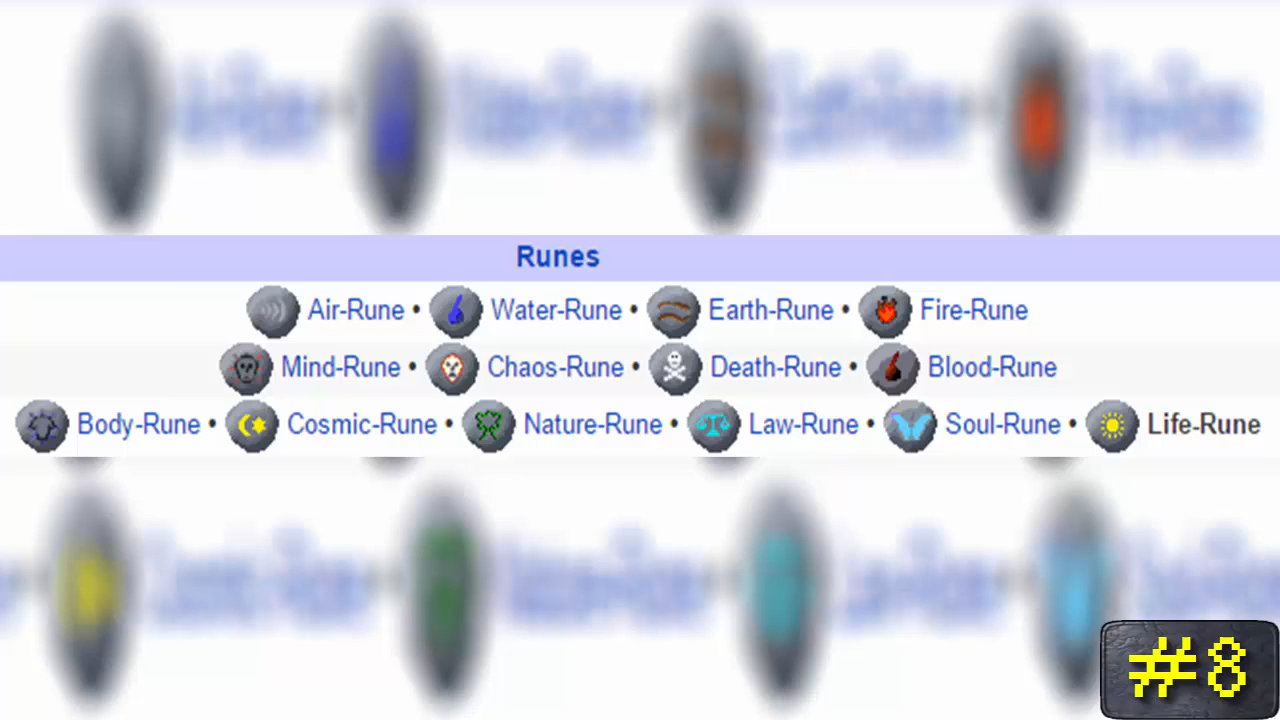 Runes
Air-Rune • Water-Rune • Earth-Rune • Fire-Rune
Mind-Rune • Chaos-Rune • Death-Rune • Blood-Rune
Body-Rune • Cosmic-Rune • Nature-Rune • Law-Rune • Soul-Rune • Life-Rune
#8